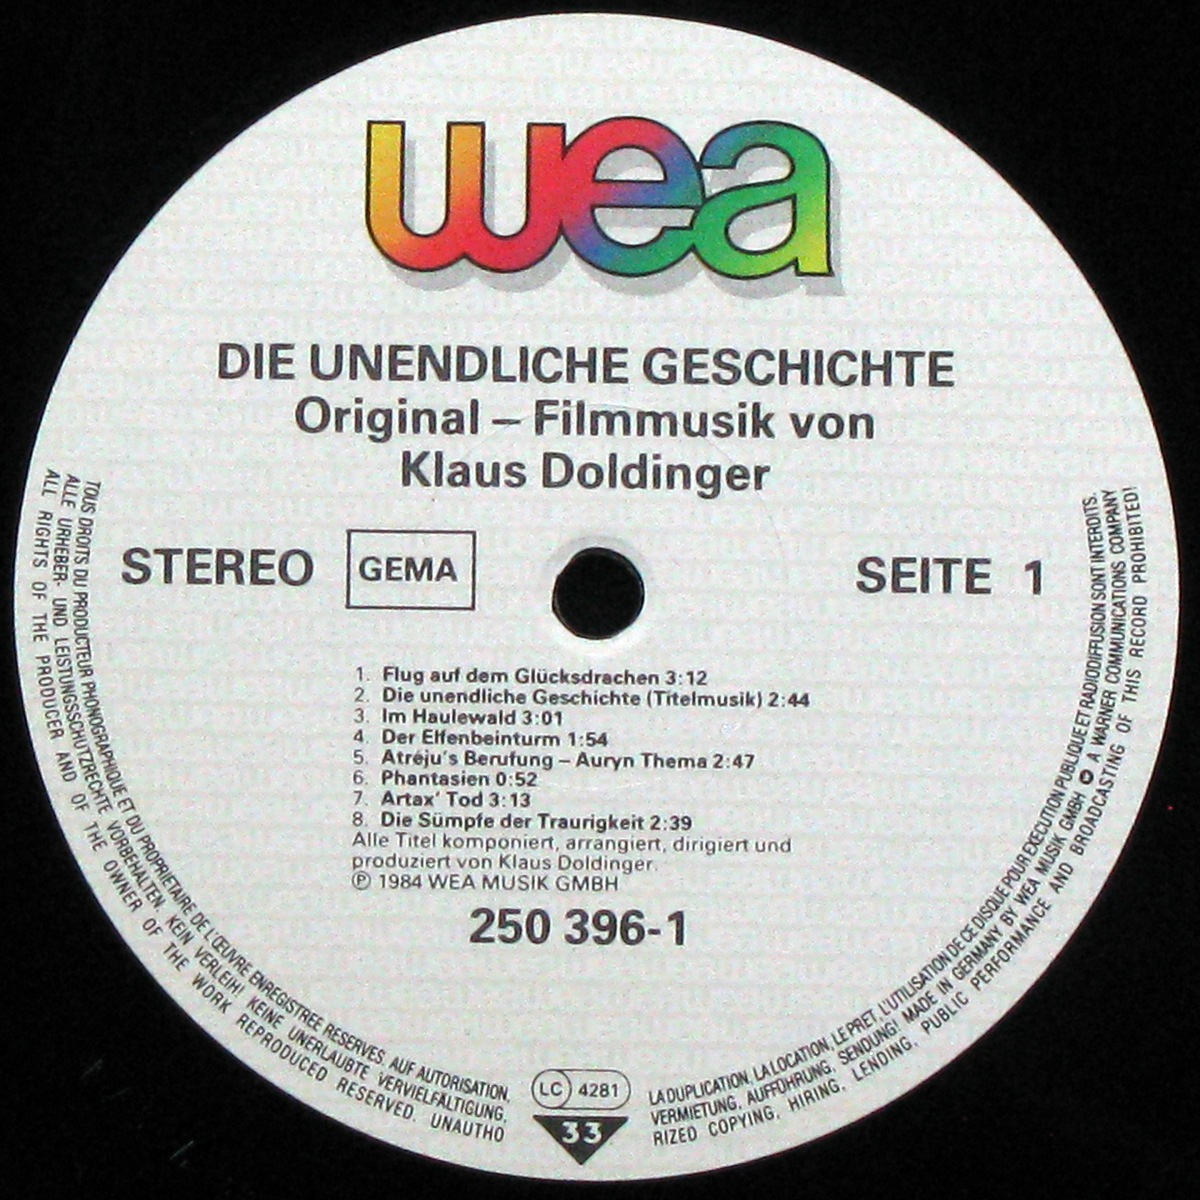 wea
DIE UNENDLICHE GESCHICHTE
Original – Filmmusik von
Klaus Doldinger
STEREO GEMA SEITE 1
1. Flug auf dem Glücksdrachen 3:12
2. Die unendliche Geschichte (Titelmusik) 2:44
3. Im Haulewald 3:01
4. Der Elfenbeinturm 1:54
5. Atréju's Berufung – Auryn Thema 2:47
6. Phantasien 0:52
7. Artax' Tod 3:13
8. Die Sümpfe der Traurigkeit 2:39
Alle Titel komponiert, arrangiert, dirigiert und
produziert von Klaus Doldinger.
Ⓟ 1984 WEA MUSIK GMBH
250 396-1
TOUS DROITS DU PRODUCTEUR PHONOGRAPHIQUE ET DU PROPRIETAIRE DE L'ŒUVRE ENREGISTREE RESERVES. AUF AUTORISATION,
ALLE URHEBER- UND LEISTUNGSSCHUTZRECHTE VORBEHALTEN. KEIN VERLEIH! KEINE UNERLAUBTE VERVIELFÄLTIGUNG,
ALL RIGHTS OF THE PRODUCER AND OF THE OWNER OF THE WORK REPRODUCED RESERVED. UNAUTHO
LC 4281
33
LA DUPLICATION, LA LOCATION, LE PRET, L'UTILISATION DE CE DISQUE POUR EXECUTION PUBLIQUE ET RADIODIFFUSION SONT INTERDITS.
VERMIETUNG, AUFFÜHRUNG, SENDUNG! MADE IN GERMANY BY WEA MUSIK GMBH A WARNER COMMUNICATIONS COMPANY
RIZED COPYING, HIRING, LENDING, PUBLIC PERFORMANCE AND BROADCASTING OF THIS RECORD PROHIBITED!